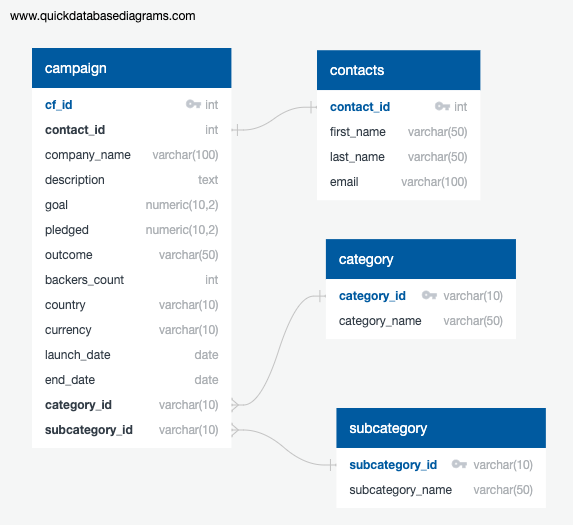 www.quickdatabasediagrams.com
campaign
cf_id int
contact_id int
company_name varchar(100)
description text
goal numeric(10,2)
pledged numeric(10,2)
outcome varchar(50)
backers_count int
country varchar(10)
currency varchar(10)
launch_date date
end_date date
category_id varchar(10)
subcategory_id varchar(10)
contacts
contact_id int
first_name varchar(50)
last_name varchar(50)
email varchar(100)
category
category_id varchar(10)
category_name varchar(50)
subcategory
subcategory_id varchar(10)
subcategory_name varchar(50)